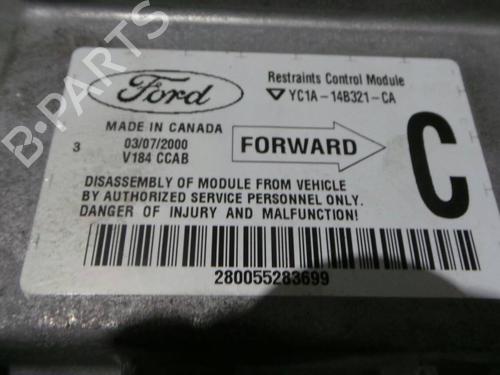 Ford
Restraints Control Module
YC1A-14B321-CA
MADE IN CANADA
3 03/07/2000
V184 CCAB
FORWARD
C
DISASSEMBLY OF MODULE FROM VEHICLE
BY AUTHORIZED SERVICE PERSONNEL ONLY.
DANGER OF INJURY AND MALFUNCTION!
280055283699
B-PARTS